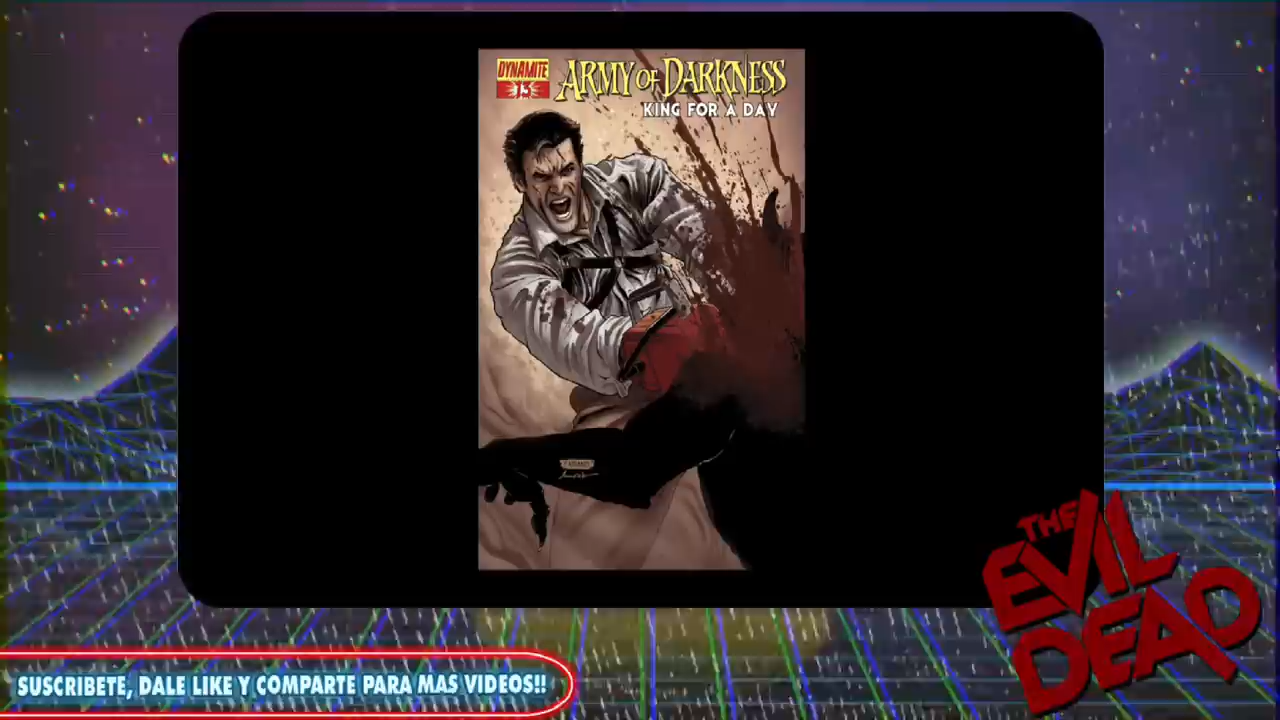 DYNAMITE
13
ARMY OF DARKNESS
KING FOR A DAY
THE
EVIL
DEAD
SUSCRIBETE, DALE LIKE Y COMPARTE PARA MAS VIDEOS!!